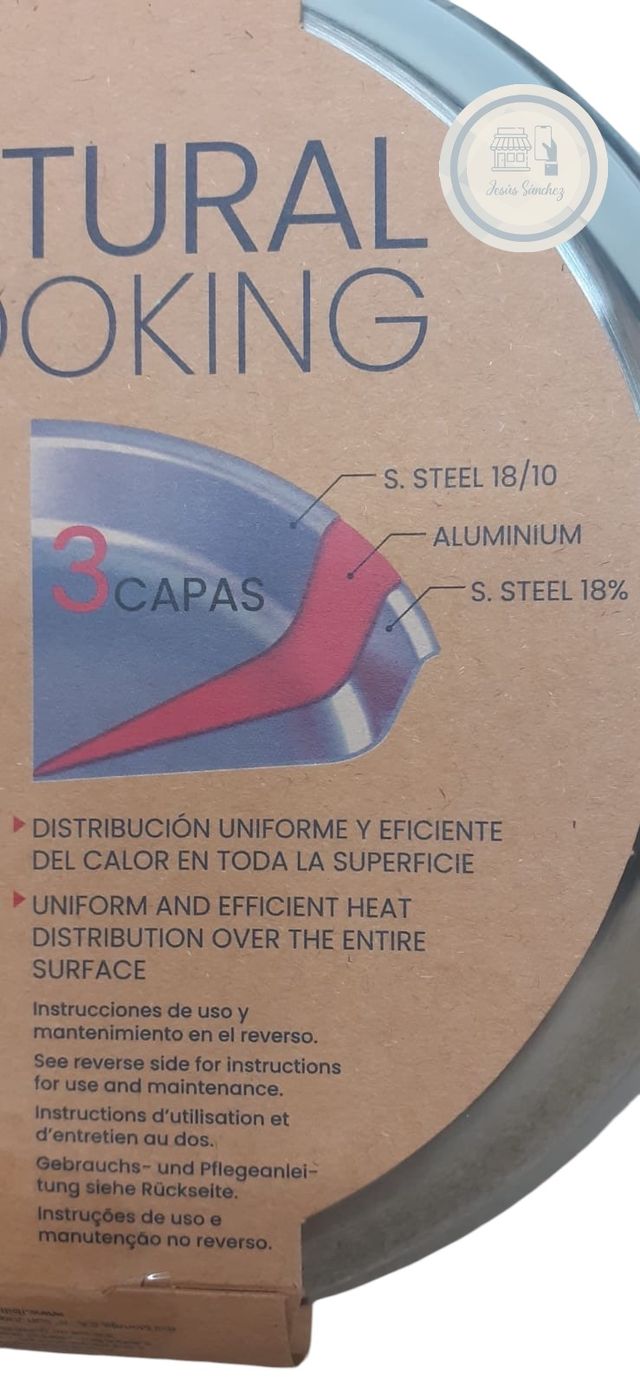 Jesús Sánchez
TURAL
OOKING
S. STEEL 18/10
ALUMINIUM
S. STEEL 18%
3 CAPAS
DISTRIBUCIÓN UNIFORME Y EFICIENTE
DEL CALOR EN TODA LA SUPERFICIE
UNIFORM AND EFFICIENT HEAT
DISTRIBUTION OVER THE ENTIRE
SURFACE
Instrucciones de uso y
mantenimiento en el reverso.
See reverse side for instructions
for use and maintenance.
Instructions d'utilisation et
d'entretien au dos.
Gebrauchs- und Pflegeanlei-
tung siehe Rückseite.
Instruções de uso e
manutenção no reverso.